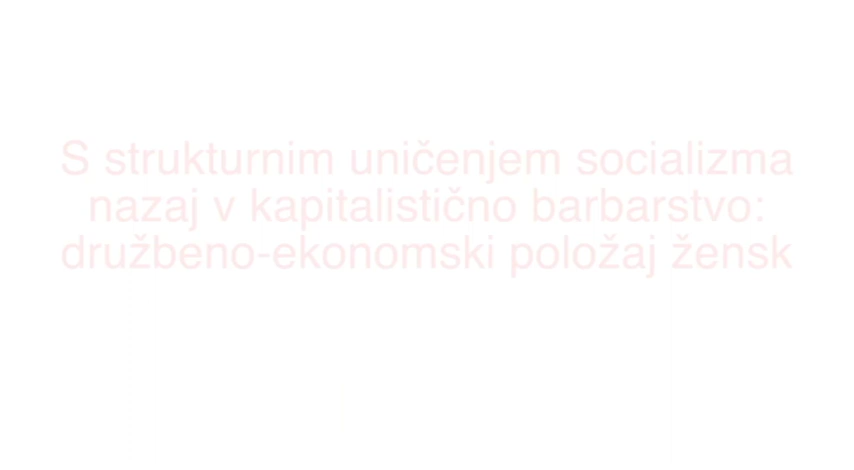 S strukturnim uničenjem socializma
nazaj v kapitalistično barbarstvo:
družbeno-ekonomski položaj žensk